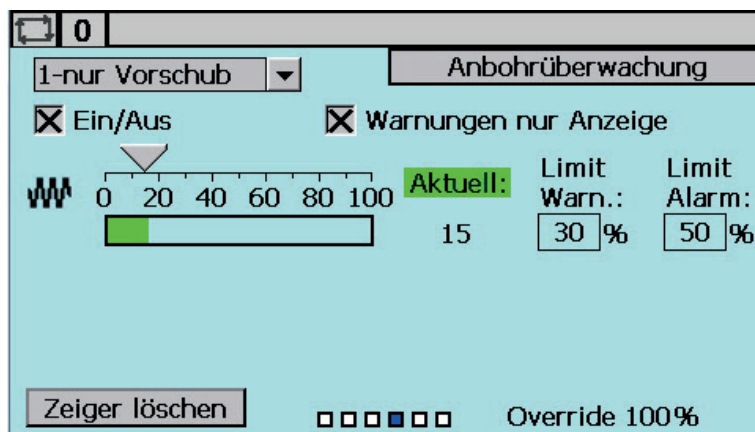 0
1-nur Vorschub
Anbohrüberwachung
Ein/Aus
Warnungen nur Anzeige
0 20 40 60 80 100
Aktuell:
15
Limit
Warn.:
30 %
Limit
Alarm:
50 %
Zeiger löschen
Override 100%